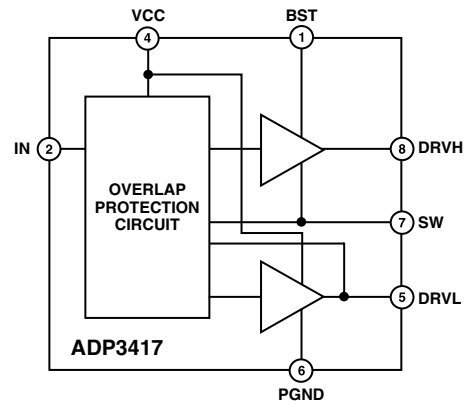 VCC
BST
4
1
IN
2
8
DRVH
OVERLAP
PROTECTION
CIRCUIT
7
SW
5
DRVL
ADP3417
6
PGND